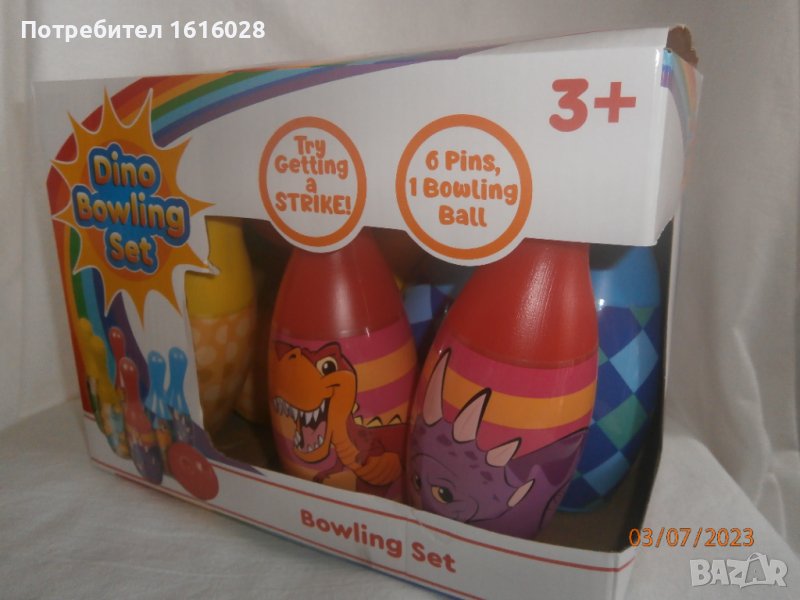 Потребител 1616028
Dino
Bowling
Set
Try
Getting
a
STRIKE!
6 Pins,
1 Bowling
Ball
3+
Bowling Set
03/07/2023
BAZAR